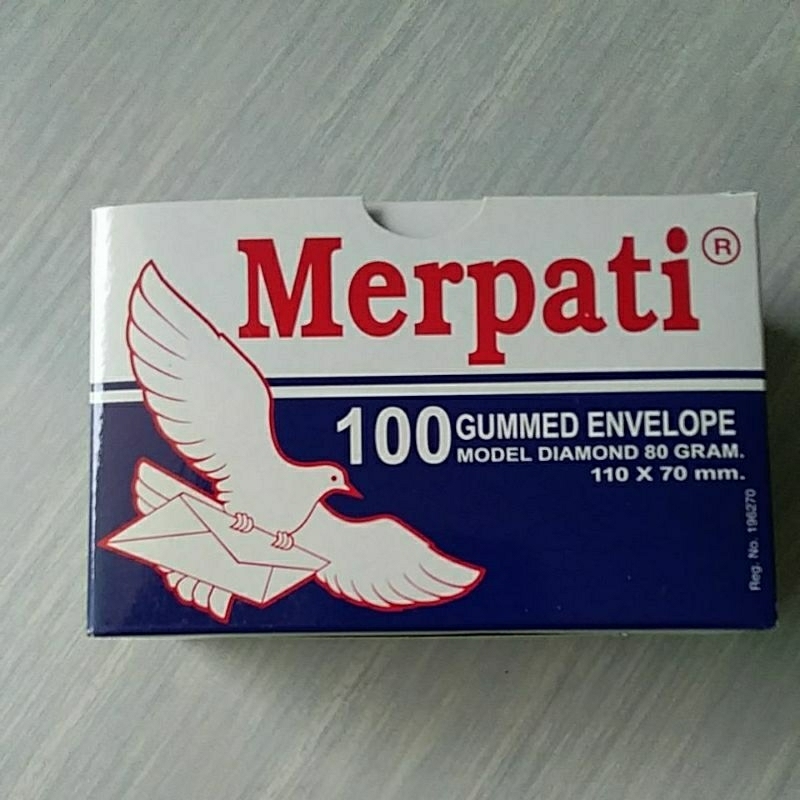 Merpati ®
100 GUMMED ENVELOPE
MODEL DIAMOND 80 GRAM.
110 X 70 mm.
Reg. No. 196270